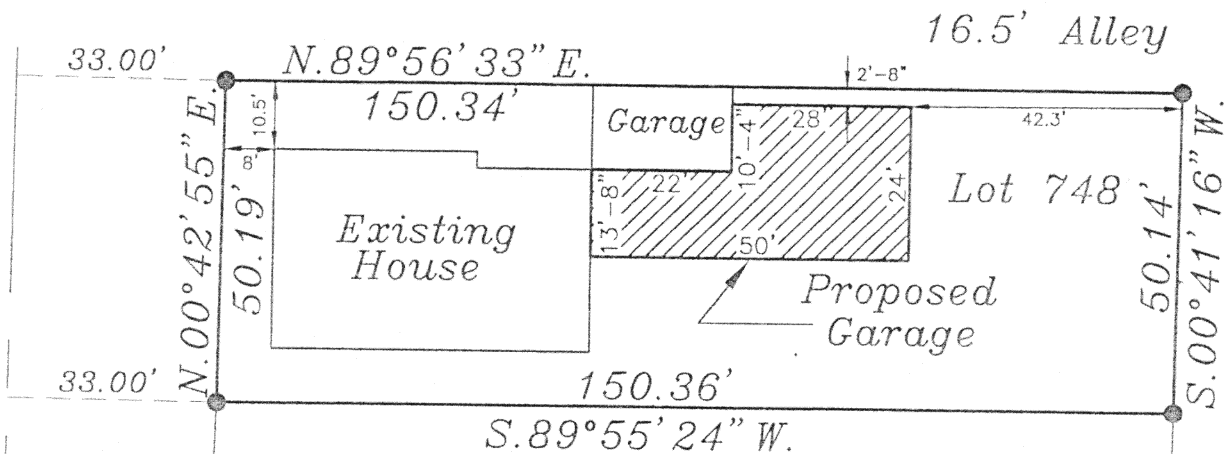 16.5' Alley
33.00'
N.89°56'33" E.
150.34'
2'-8"
10.5'
8'
Garage
28'
42.3'
10'-4"
22'
13'-8"
24'
50'
Lot 748
N.00°42'55" E.
50.19'
Existing
House
Proposed
Garage
50.14'
S.00°41'16" W.
33.00'
150.36'
S.89°55'24" W.